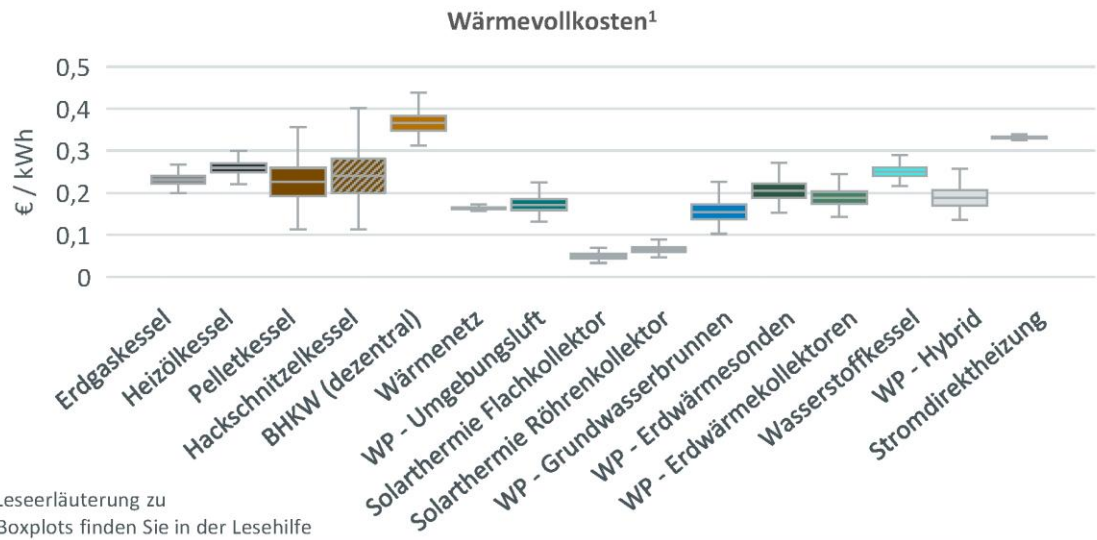 Wärmevollkosten¹
€ / kWh
0,5
0,4
0,3
0,2
0,1
0
Erdgaskessel
Heizölkessel
Pelletkessel
Hackschnitzelkessel
BHKW (dezentral)
Wärmenetz
WP - Umgebungsluft
Solarthermie Flachkollektor
Solarthermie Röhrenkollektor
WP - Grundwasserbrunnen
WP - Erdwärmesonden
WP - Erdwärmekollektoren
Wasserstoffkessel
WP - Hybrid
Stromdirektheizung
Leseerläuterung zu
Boxplots finden Sie in der Lesehilfe